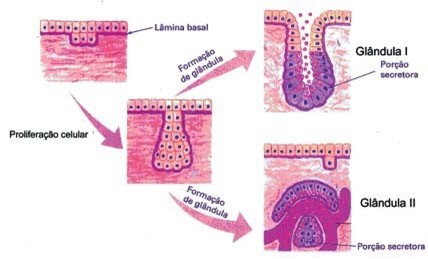 Lâmina basal
Formação
de glândula
Glândula I
Porção
secretora
Proliferação celular
Formação
de glândula
Glândula II
Porção secretora